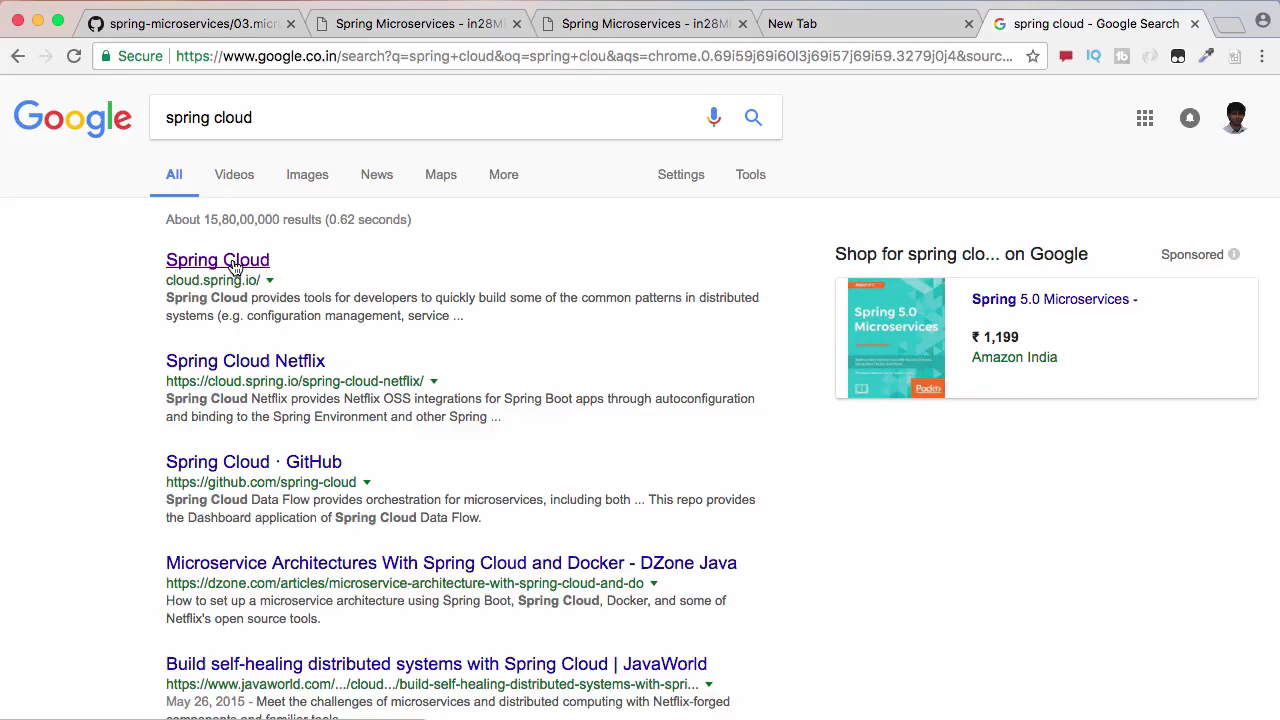 spring-microservices/03.micr
Spring Microservices - in28Mi
Spring Microservices - in28Mi
New Tab
spring cloud - Google Search
Secure
https://www.google.co.in/search?q=spring+cloud&oq=spring+clou&aqs=chrome.0.69i59j69i60l3j69i57j69i59.3279j0j4&sourc...
IQ
tb
Google
spring cloud
All
Videos
Images
News
Maps
More
Settings
Tools
About 15,80,00,000 results (0.62 seconds)
Spring Cloud
cloud.spring.io/
Spring Cloud provides tools for developers to quickly build some of the common patterns in distributed
systems (e.g. configuration management, service ...
Spring Cloud Netflix
https://cloud.spring.io/spring-cloud-netflix/
Spring Cloud Netflix provides Netflix OSS integrations for Spring Boot apps through autoconfiguration
and binding to the Spring Environment and other Spring ...
Spring Cloud · GitHub
https://github.com/spring-cloud
Spring Cloud Data Flow provides orchestration for microservices, including both ... This repo provides
the Dashboard application of Spring Cloud Data Flow.
Microservice Architectures With Spring Cloud and Docker - DZone Java
https://dzone.com/articles/microservice-architecture-with-spring-cloud-and-do
How to set up a microservice architecture using Spring Boot, Spring Cloud, Docker, and some of
Netflix's open source tools.
Build self-healing distributed systems with Spring Cloud | JavaWorld
https://www.javaworld.com/.../cloud.../build-self-healing-distributed-systems-with-spri...
May 26, 2015 - Meet the challenges of microservices and distributed computing with Netflix-forged
components and familiar tools.
Shop for spring clo... on Google
Sponsored
Spring 5.0
Microservices
Packt
Spring 5.0 Microservices -
₹ 1,199
Amazon India